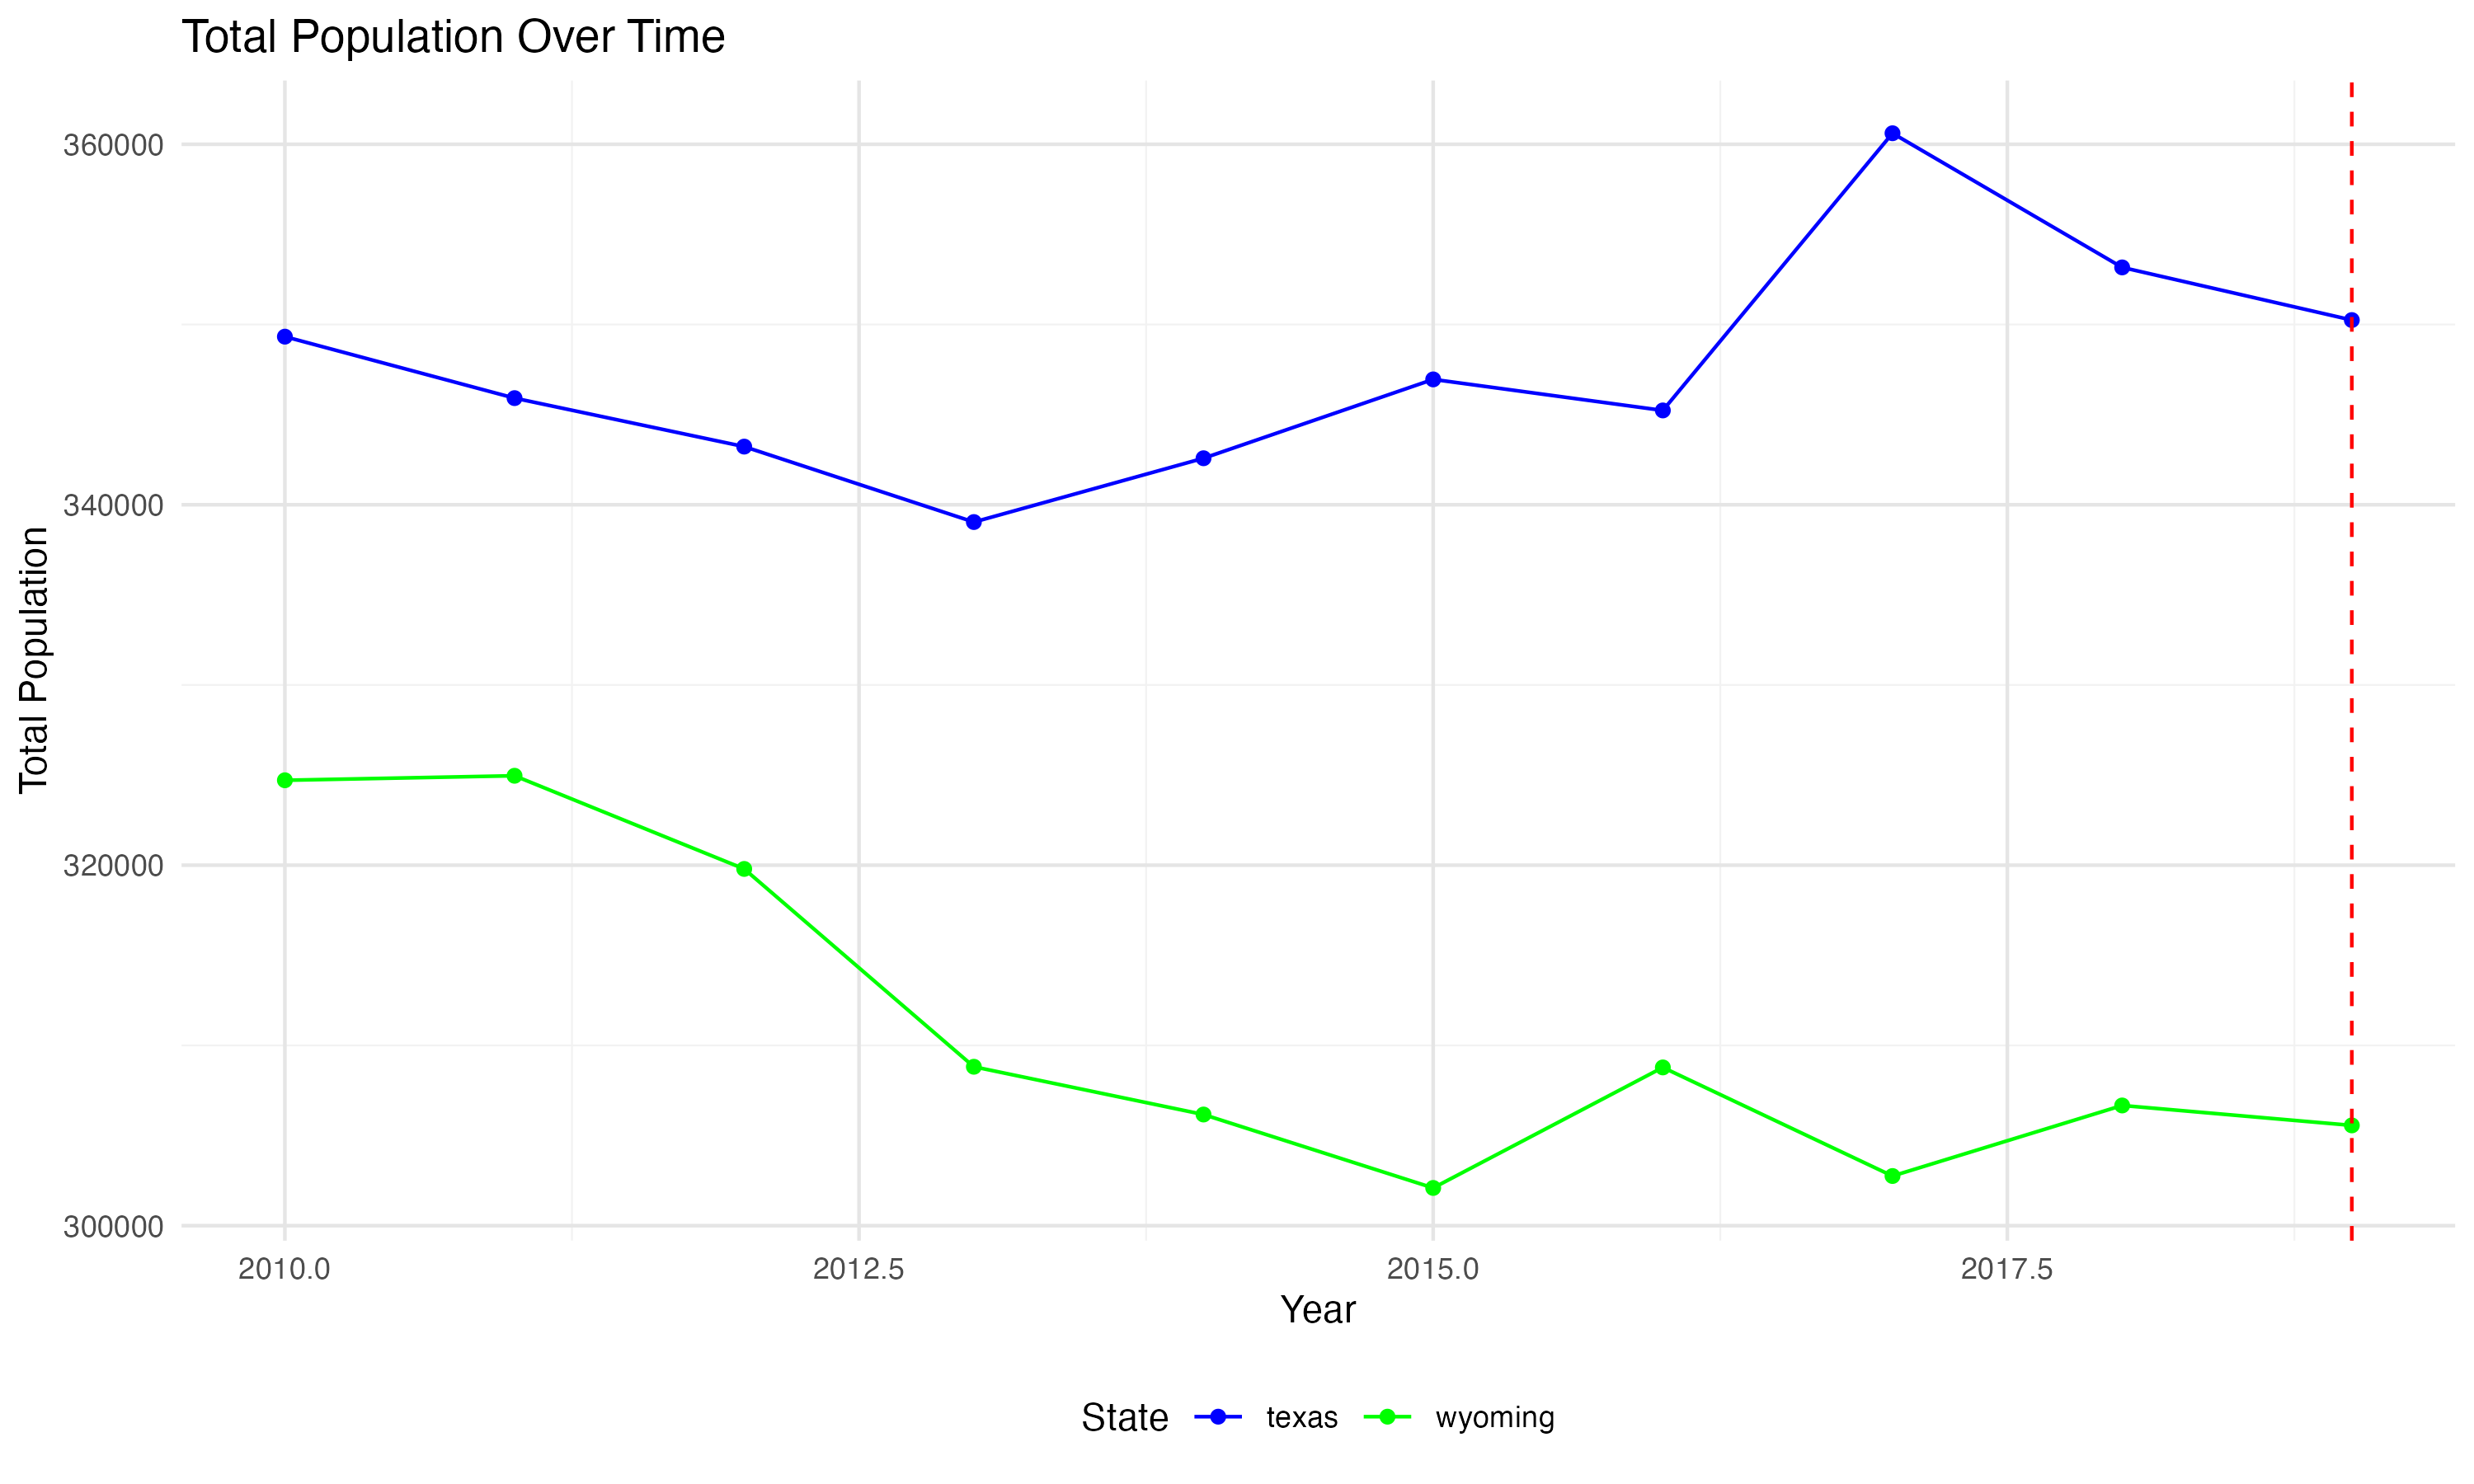 Total Population Over Time
Total Population
360000
340000
320000
300000
2010.0 2012.5 2015.0 2017.5
Year
State texas wyoming